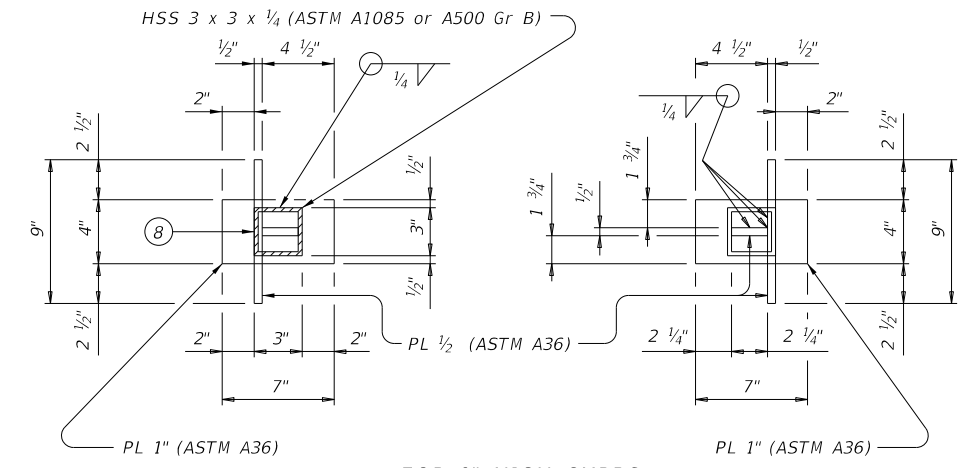 HSS 3 x 3 x ¼ (ASTM A1085 or A500 Gr B)
½" 4 ½"
4 ½" ½"
¼
¼
2"
2"
2 ½"
½"
1 ¾"
2 ½"
1 ¾"
½"
9"
4"
8
3"
4"
9"
½"
2 ½"
2" 3" 2"
PL ½ (ASTM A36)
2 ¼" 2 ¼"
2 ½"
7"
7"
PL 1" (ASTM A36)
PL 1" (ASTM A36)